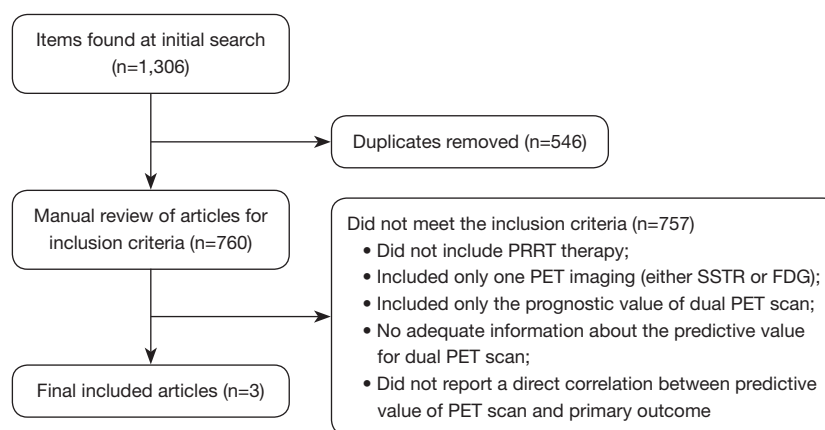 Items found at initial search
(n=1,306)
Duplicates removed (n=546)
Manual review of articles for
inclusion criteria (n=760)
Did not meet the inclusion criteria (n=757)
• Did not include PRRT therapy;
• Included only one PET imaging (either SSTR or FDG);
• Included only the prognostic value of dual PET scan;
• No adequate information about the predictive value
for dual PET scan;
• Did not report a direct correlation between predictive
value of PET scan and primary outcome
Final included articles (n=3)